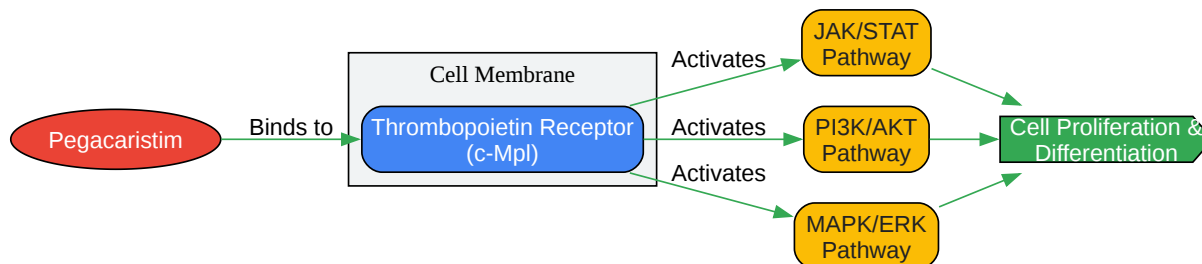 Pegacaristim
Binds to
Cell Membrane
Thrombopoietin Receptor
(c-Mpl)
Activates
Activates
Activates
JAK/STAT
Pathway
PI3K/AKT
Pathway
MAPK/ERK
Pathway
Cell Proliferation &
Differentiation